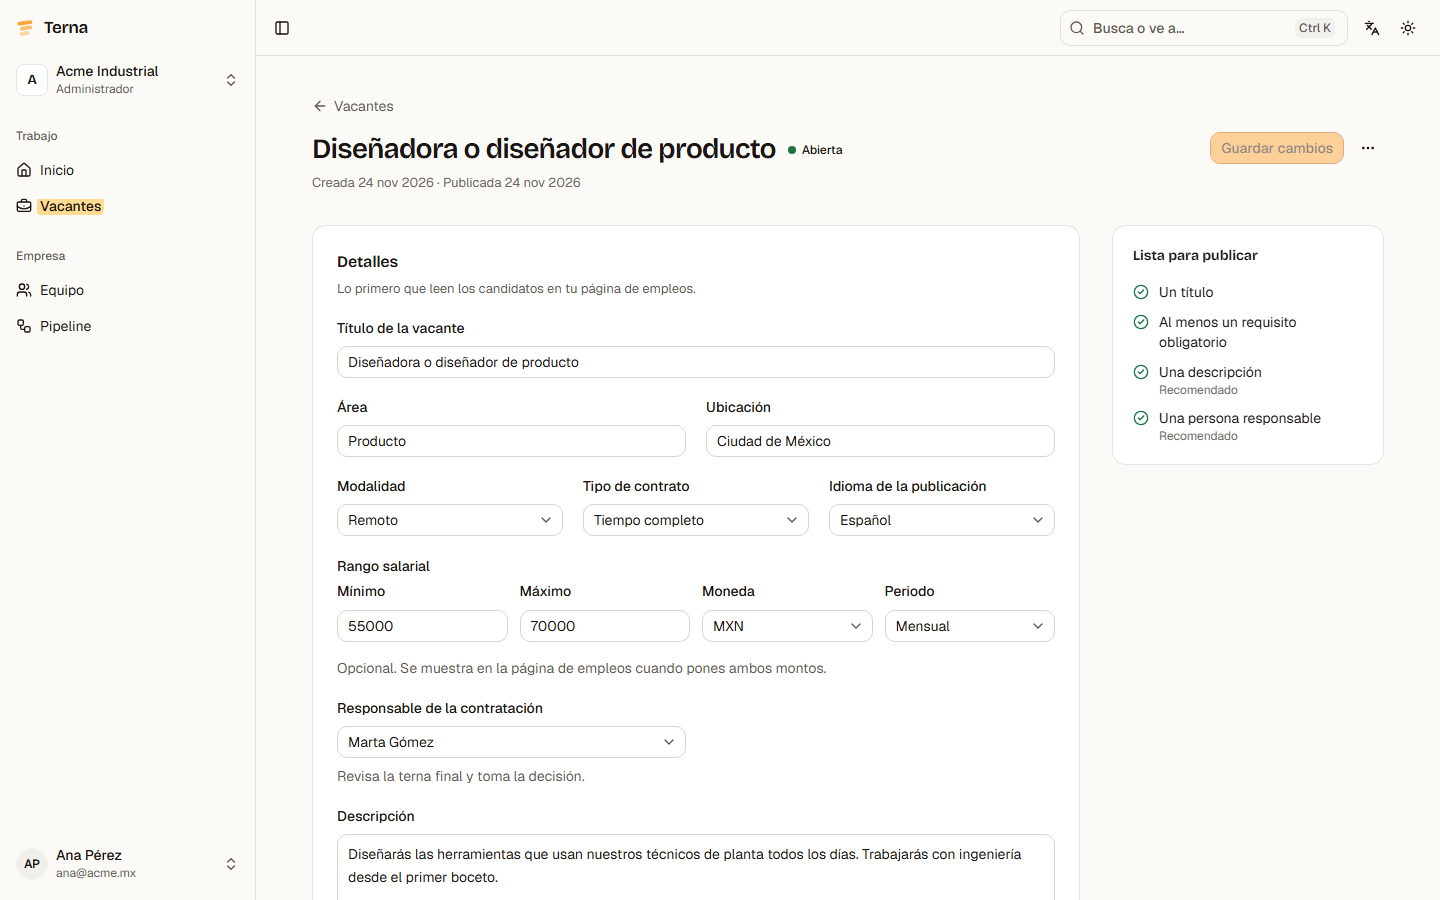 Terna
A
Acme Industrial
Administrador
Trabajo
Inicio
Vacantes
Empresa
Equipo
Pipeline
AP
Ana Pérez
ana@acme.mx
Busca o ve a...
Ctrl K
Vacantes
Diseñadora o diseñador de producto
Abierta
Guardar cambios
Creada 24 nov 2026 · Publicada 24 nov 2026
Detalles
Lo primero que leen los candidatos en tu página de empleos.
Título de la vacante
Diseñadora o diseñador de producto
Área
Ubicación
Producto
Ciudad de México
Modalidad
Tipo de contrato
Idioma de la publicación
Remoto
Tiempo completo
Español
Rango salarial
Mínimo
Máximo
Moneda
Periodo
55000
70000
MXN
Mensual
Opcional. Se muestra en la página de empleos cuando pones ambos montos.
Responsable de la contratación
Marta Gómez
Revisa la terna final y toma la decisión.
Descripción
Diseñarás las herramientas que usan nuestros técnicos de planta todos los días. Trabajarás con ingeniería
desde el primer boceto.
Lista para publicar
Un título
Al menos un requisito
obligatorio
Una descripción
Recomendado
Una persona responsable
Recomendado